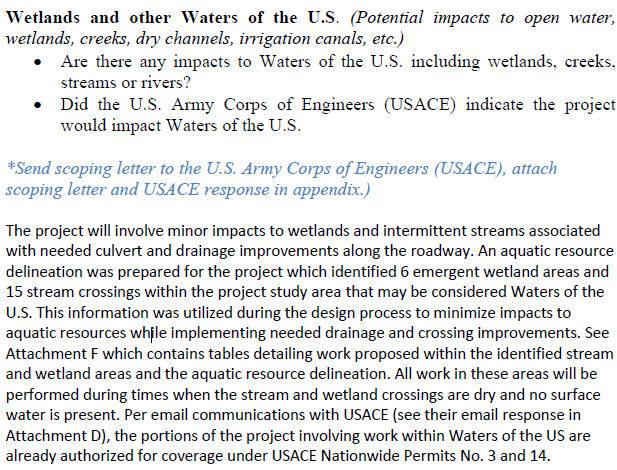 Wetlands and other Waters of the U.S. (Potential impacts to open water,
wetlands, creeks, dry channels, irrigation canals, etc.)
• Are there any impacts to Waters of the U.S. including wetlands, creeks,
streams or rivers?
• Did the U.S. Army Corps of Engineers (USACE) indicate the project
would impact Waters of the U.S.
*Send scoping letter to the U.S. Army Corps of Engineers (USACE), attach
scoping letter and USACE response in appendix.)
The project will involve minor impacts to wetlands and intermittent streams associated
with needed culvert and drainage improvements along the roadway. An aquatic resource
delineation was prepared for the project which identified 6 emergent wetland areas and
15 stream crossings within the project study area that may be considered Waters of the
U.S. This information was utilized during the design process to minimize impacts to
aquatic resources while implementing needed drainage and crossing improvements. See
Attachment F which contains tables detailing work proposed within the identified stream
and wetland areas and the aquatic resource delineation. All work in these areas will be
performed during times when the stream and wetland crossings are dry and no surface
water is present. Per email communications with USACE (see their email response in
Attachment D), the portions of the project involving work within Waters of the US are
already authorized for coverage under USACE Nationwide Permits No. 3 and 14.